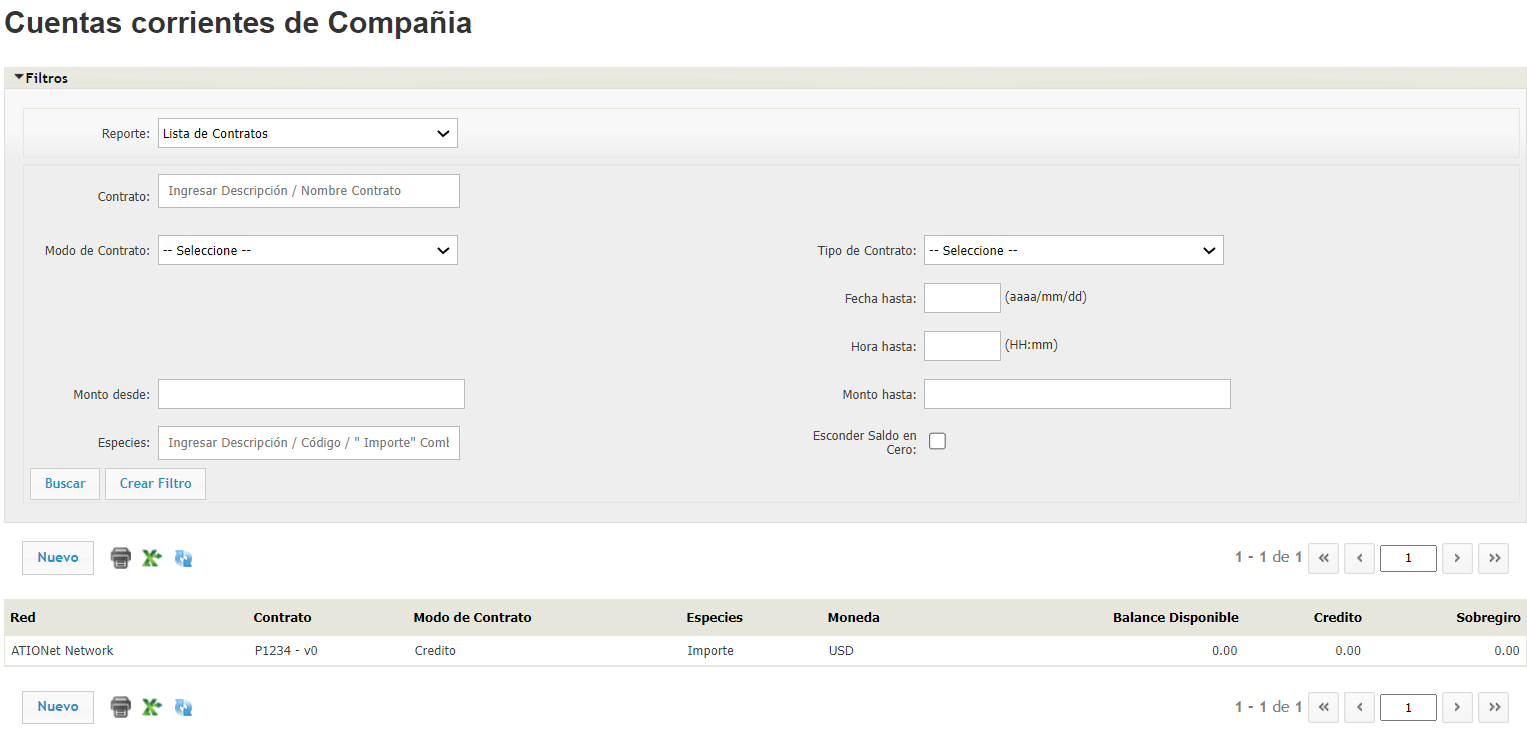 Cuentas corrientes de Compañia
Filtros
Reporte: Lista de Contratos
Contrato: Ingresar Descripción / Nombre Contrato
Modo de Contrato: -- Seleccione -- Tipo de Contrato: -- Seleccione --
Fecha hasta: (aaaa/mm/dd)
Hora hasta: (HH:mm)
Monto desde: Monto hasta:
Especies: Ingresar Descripción / Código / " Importe" Comb Esconder Saldo en
Cero:
Buscar Crear Filtro
Nuevo 1 - 1 de 1 « ‹ 1 › »
Red Contrato Modo de Contrato Especies Moneda Balance Disponible Credito Sobregiro
ATIONet Network P1234 - v0 Credito Importe USD 0.00 0.00 0.00
Nuevo 1 - 1 de 1 « ‹ 1 › »